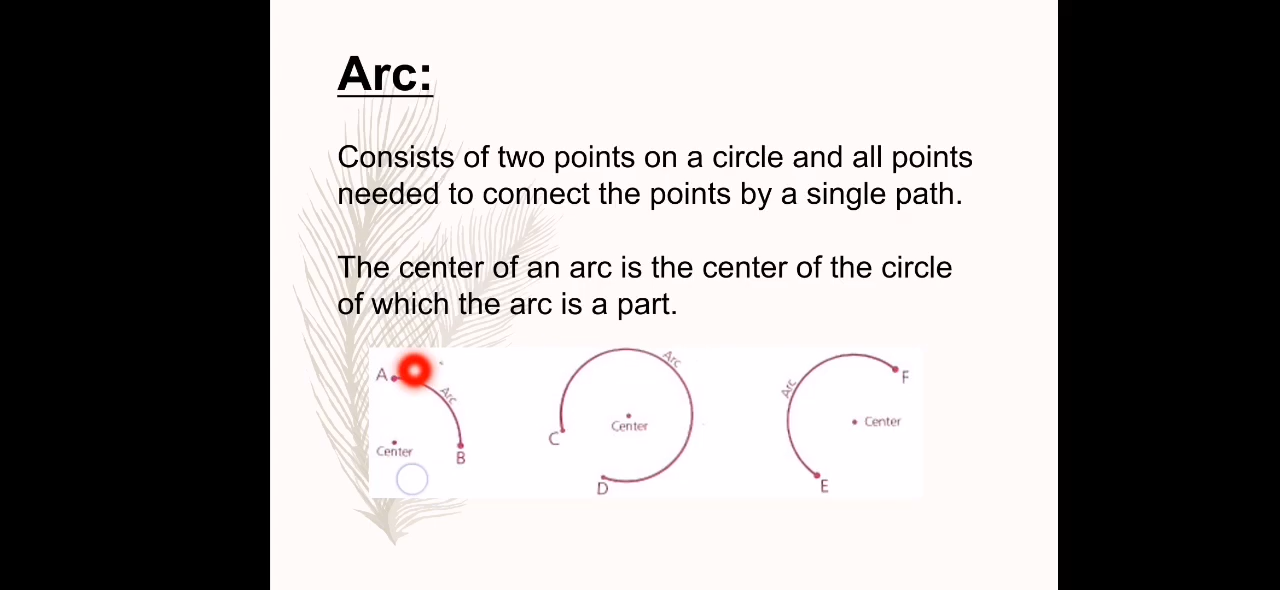 Arc:
Consists of two points on a circle and all points
needed to connect the points by a single path.
The center of an arc is the center of the circle
of which the arc is a part.
A
Arc
Center
B
Arc
Center
C
D
Arc
F
Center
E